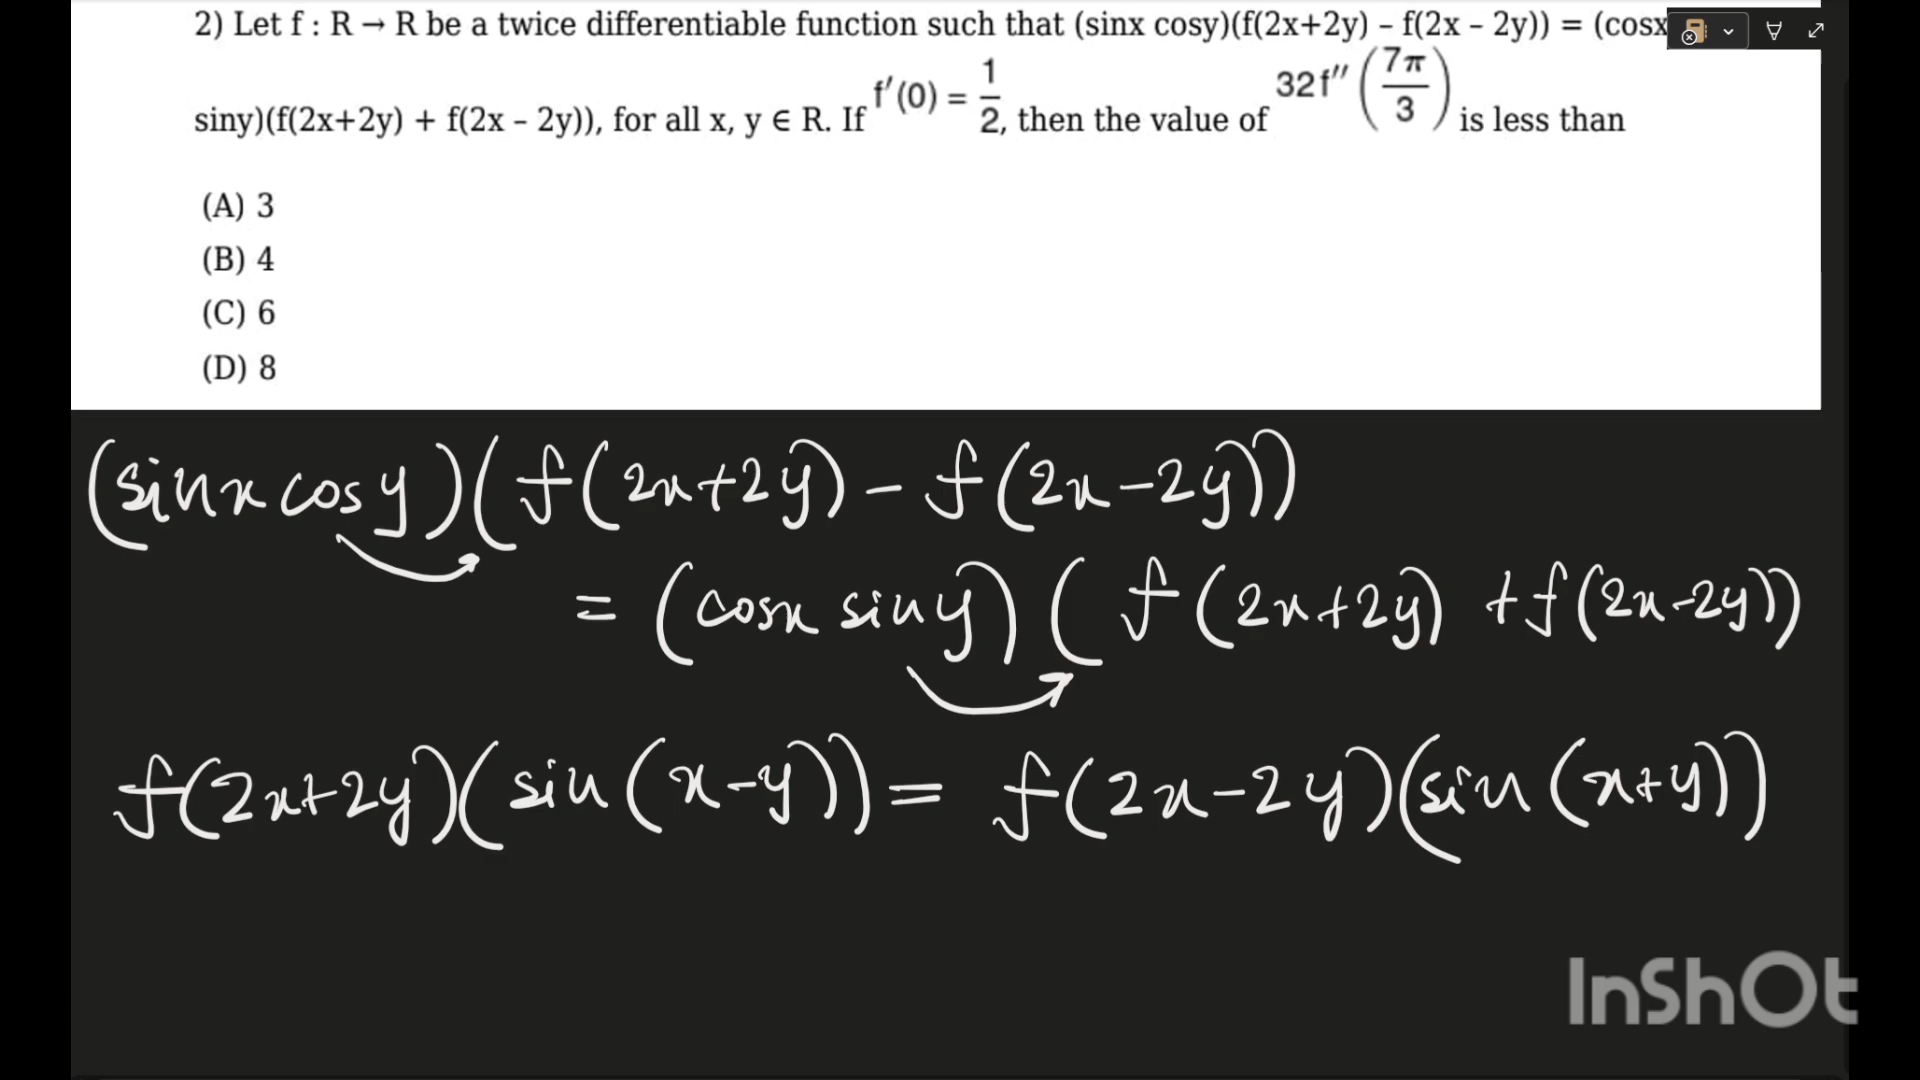 2) Let f : R → R be a twice differentiable function such that (sinx cosy)(f(2x+2y) – f(2x – 2y)) = (cosx
siny)(f(2x+2y) + f(2x – 2y)), for all x, y ∈ R. If f′(0) = 1/2, then the value of 32f″(7π/3) is less than
(A) 3
(B) 4
(C) 6
(D) 8
(sinx cosy)(f(2x+2y) – f(2x–2y))
= (cosx siny)(f(2x+2y) + f(2x-2y))
f(2x+2y)(sin(x-y)) = f(2x-2y)(sin(x+y))
InShOt